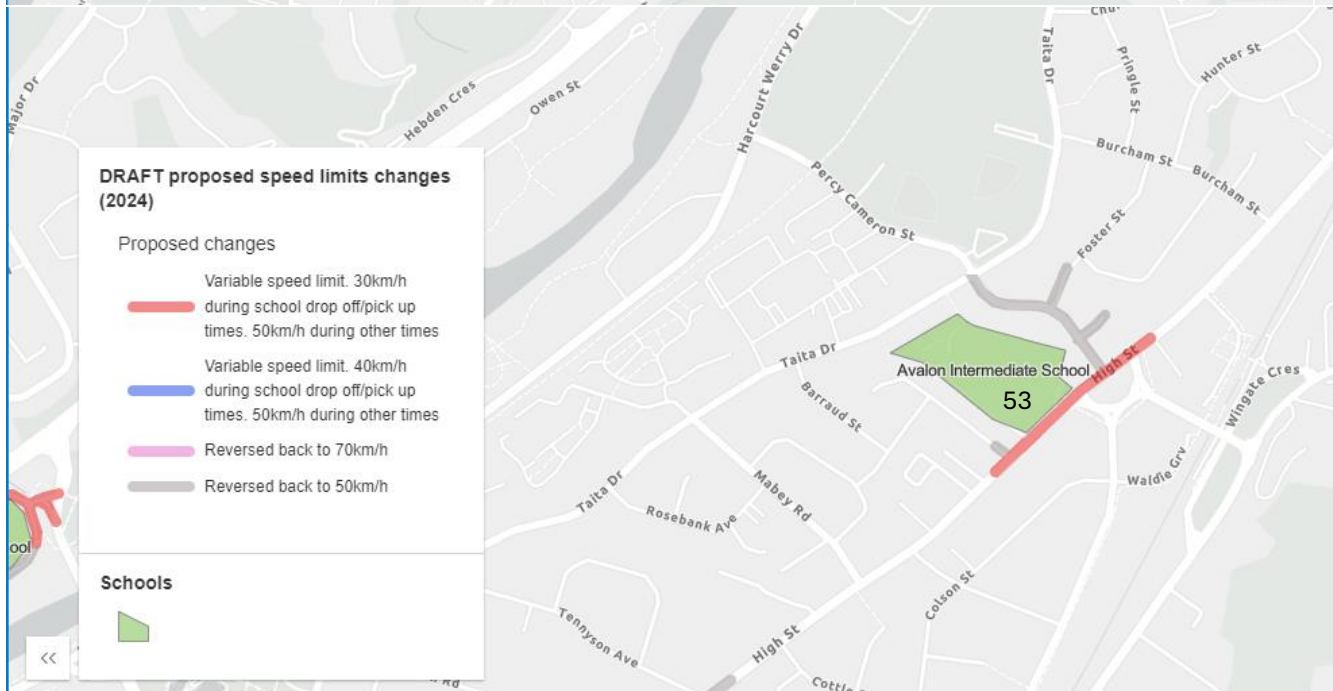 Major Dr
Hebden Cres
Owen St
Harcourt Werry Dr
Taita Dr
Pringle St
Hunter St
Burcham St
Burcham St
Percy Cameron St
Foster St
DRAFT proposed speed limits changes
(2024)
Proposed changes
Variable speed limit. 30km/h
during school drop off/pick up
times. 50km/h during other times
Variable speed limit. 40km/h
during school drop off/pick up
times. 50km/h during other times
Reversed back to 70km/h
Reversed back to 50km/h
Schools
<<
ool
Taita Dr
Avalon Intermediate School
53
High St
Wingate Cres
Barraud St
Waldie Grv
Mabey Rd
Taita Dr
Rosebank Ave
Colson St
Tennyson Ave
High St
Rd